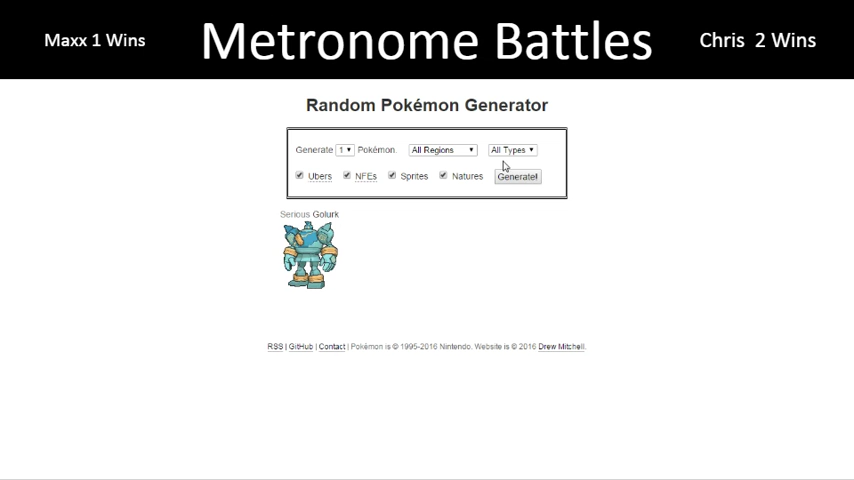 Maxx 1 Wins
Metronome Battles
Chris 2 Wins
Random Pokémon Generator
Generate 1 Pokémon. All Regions All Types
Ubers NFEs Sprites Natures Generate!
Serious Golurk
RSS | GitHub | Contact | Pokémon is © 1995-2016 Nintendo. Website is © 2016 Drew Mitchell.